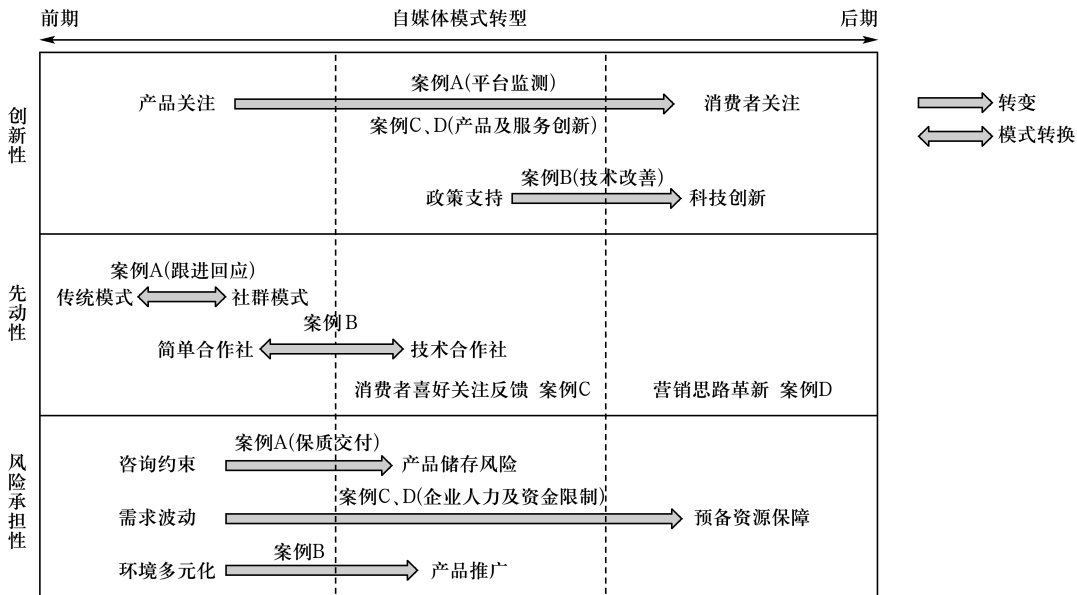 前期 自媒体模式转型 后期
创新性
案例A(平台监测)
产品关注 消费者关注
案例C、D(产品及服务创新)
案例B(技术改善)
政策支持 科技创新
转变
模式转换
先动性
案例A(跟进回应)
传统模式 社群模式
案例 B
简单合作社 技术合作社
消费者喜好关注反馈 案例C 营销思路革新 案例D
风险承担性
案例A(保质交付)
咨询约束 产品储存风险
案例C、D(企业人力及资金限制)
需求波动 预备资源保障
案例B
环境多元化 产品推广